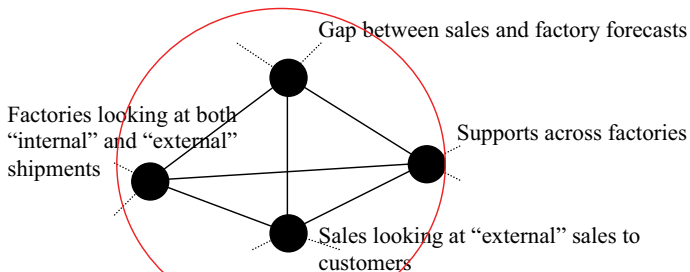 Gap between sales and factory forecasts
Factories looking at both
“internal” and “external”
shipments
Supports across factories
Sales looking at “external” sales to
customers